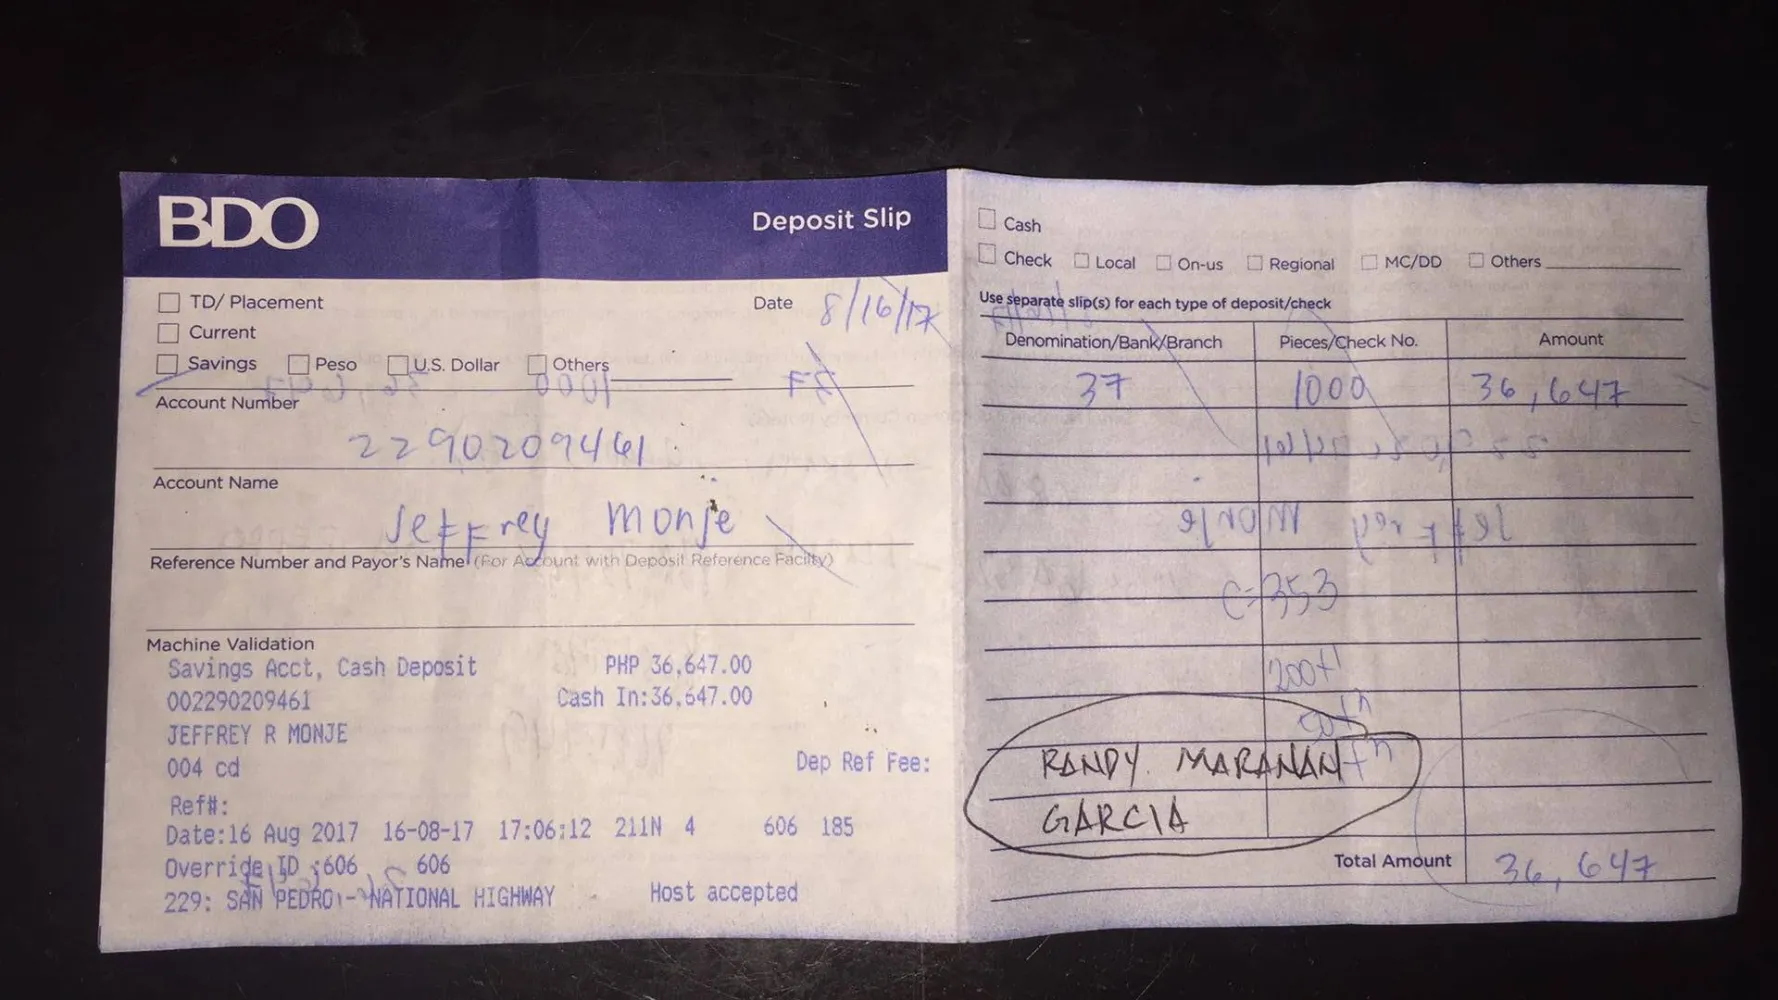 BDO
Deposit Slip
TD/ Placement
Date 8/16/17
Current
Savings Peso U.S. Dollar Others
Account Number
2290209461
Account Name
Jeffrey Monje
Reference Number and Payor's Name (For Account with Deposit Reference Facility)
Machine Validation
Savings Acct, Cash Deposit PHP 36,647.00
002290209461 Cash In:36,647.00
JEFFREY R MONJE
004 cd Dep Ref Fee:
Ref#:
Date:16 Aug 2017 16-08-17 17:06:12 211N 4 606 185
Override ID :606 606
229: SAN PEDRO - NATIONAL HIGHWAY Host accepted
Cash
Check Local On-us Regional MC/DD Others
Use separate slip(s) for each type of deposit/check
Denomination/Bank/Branch Pieces/Check No. Amount
37 1000 36,647
C=353
200+1
RANDY MARANAN
GARCIA
Total Amount 36,647